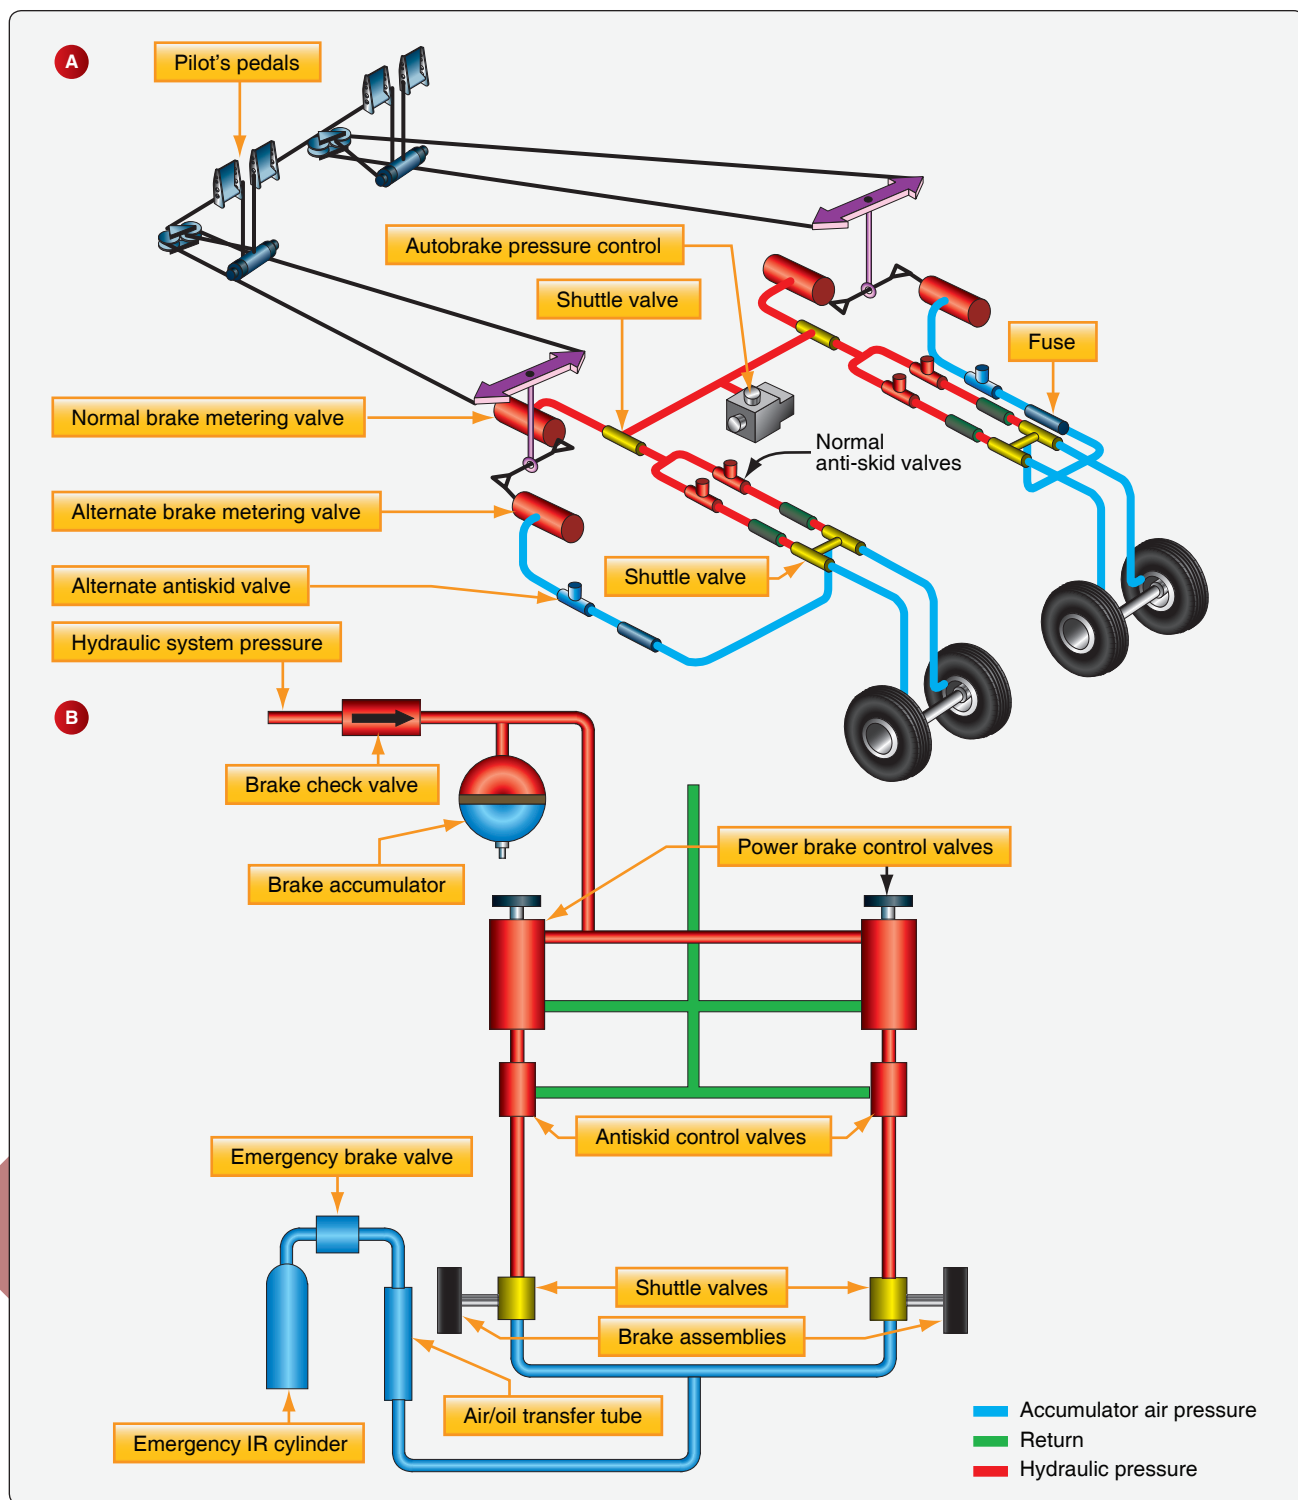 A
Pilot's pedals
Autobrake pressure control
Shuttle valve
Fuse
Normal brake metering valve
Normal
anti-skid valves
Alternate brake metering valve
Shuttle valve
Alternate antiskid valve
Hydraulic system pressure
B
Brake check valve
Power brake control valves
Brake accumulator
Antiskid control valves
Emergency brake valve
Shuttle valves
Brake assemblies
Air/oil transfer tube
Emergency IR cylinder
Accumulator air pressure
Return
Hydraulic pressure